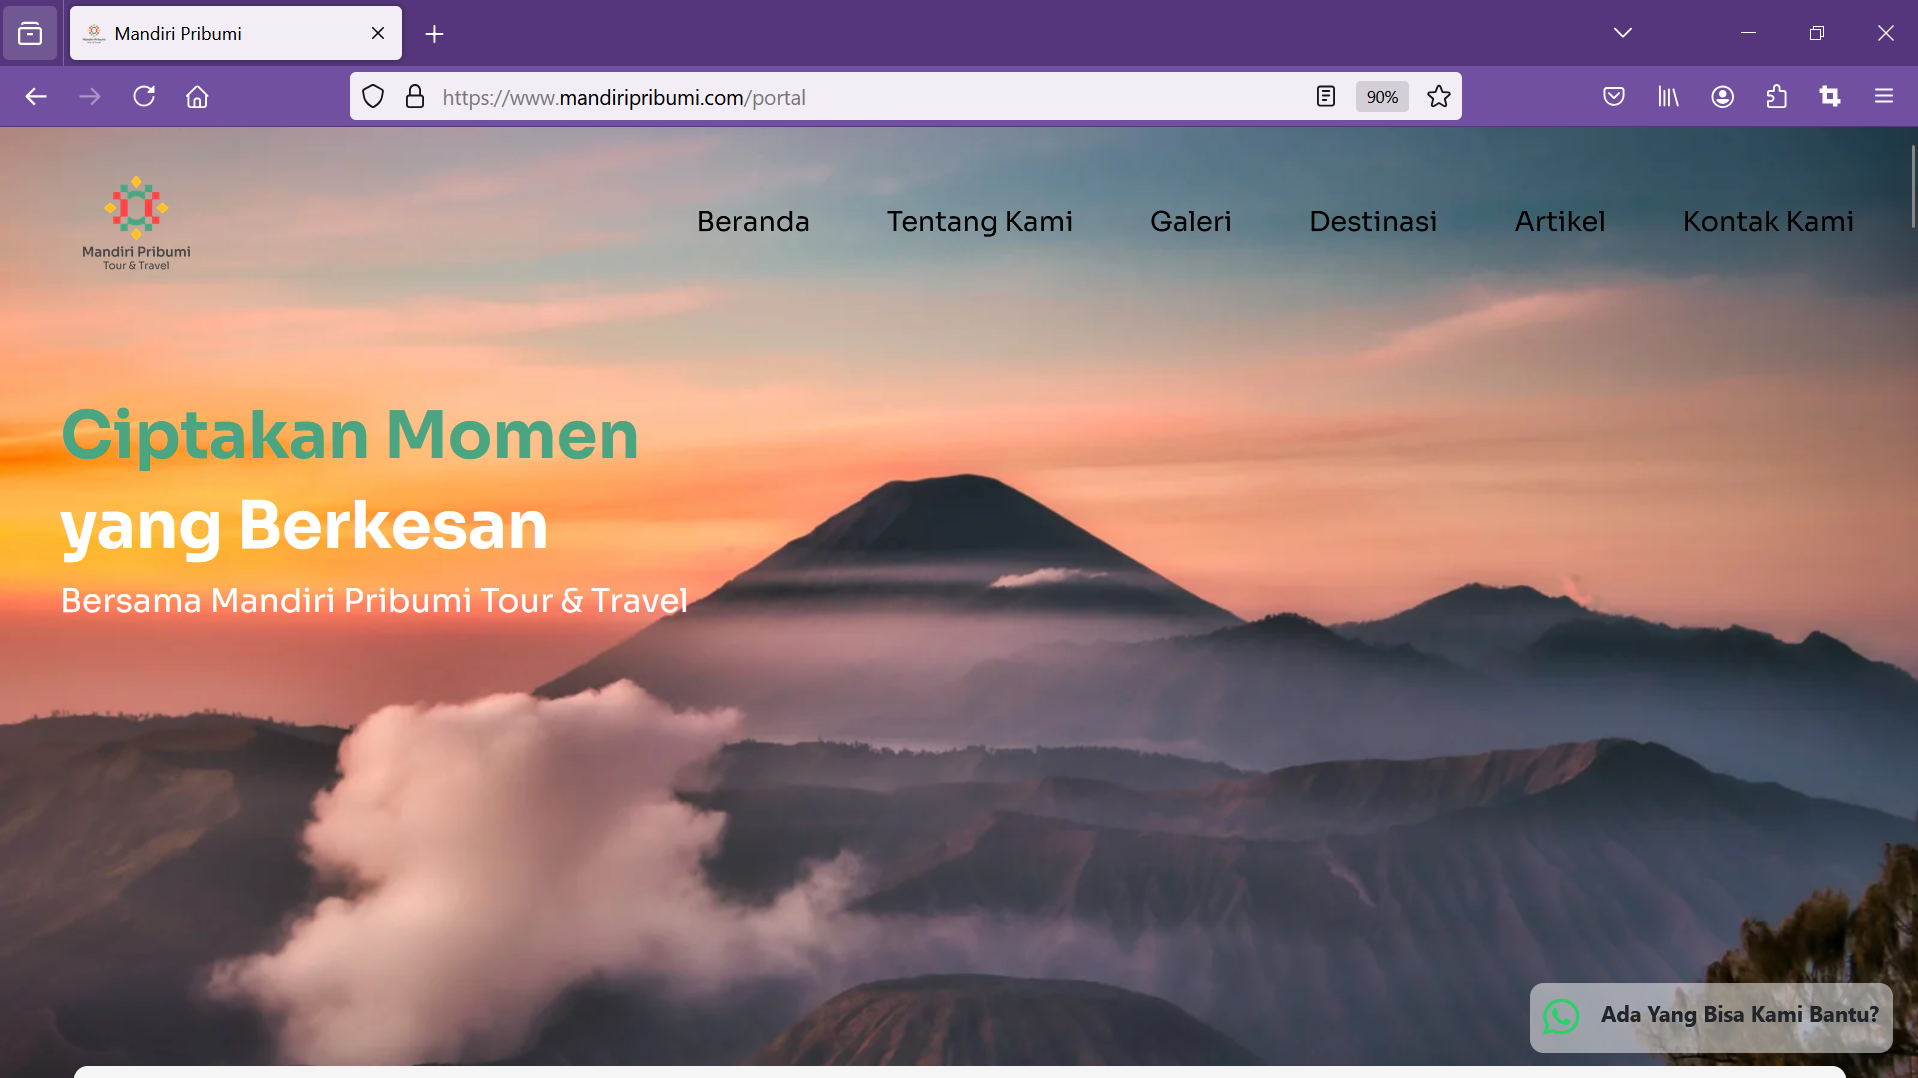 Mandiri Pribumi
https://www.mandiripribumi.com/portal
90%
Mandiri Pribumi
Tour & Travel
Beranda
Tentang Kami
Galeri
Destinasi
Artikel
Kontak Kami
Ciptakan Momen
yang Berkesan
Bersama Mandiri Pribumi Tour & Travel
Ada Yang Bisa Kami Bantu?